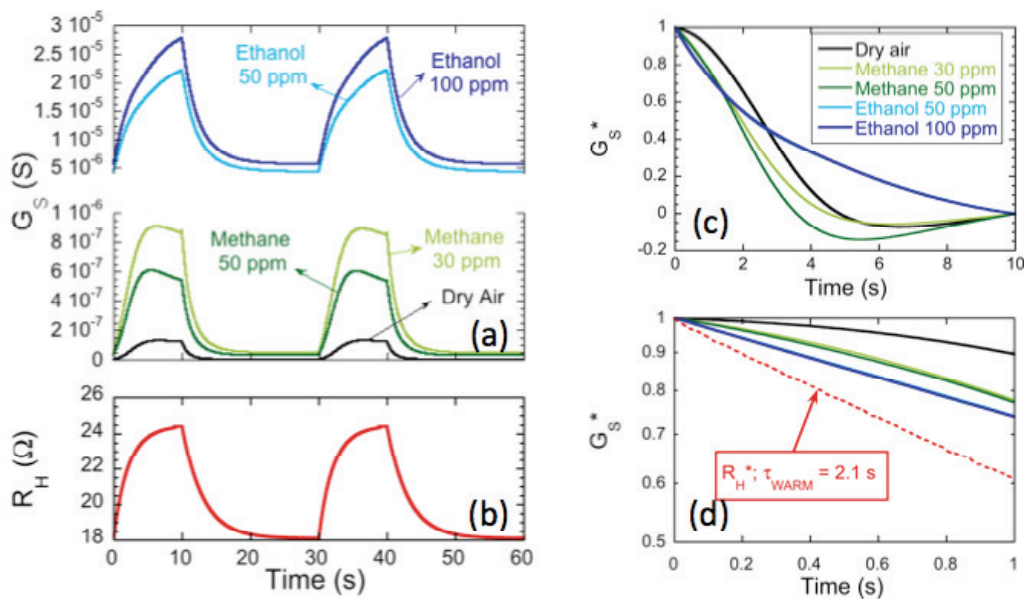 3 10⁻⁵
2.5 10⁻⁵
2 10⁻⁵
1.5 10⁻⁵
1 10⁻⁵
5 10⁻⁶
Ethanol
50 ppm
Ethanol
100 ppm
G_S (S)
1 10⁻⁶
8 10⁻⁷
6 10⁻⁷
4 10⁻⁷
2 10⁻⁷
0
Methane
50 ppm
Methane
30 ppm
Dry Air
(a)
26
24
22
20
18
R_H (Ω)
(b)
0 10 20 30 40 50 60
Time (s)
1
0.8
0.6
0.4
0.2
0
-0.2
G_S*
Dry air
Methane 30 ppm
Methane 50 ppm
Ethanol 50 ppm
Ethanol 100 ppm
(c)
0 2 4 6 8 10
Time (s)
1
0.9
0.8
0.7
0.6
0.5
G_S*
R_H*; τ_WARM = 2.1 s
(d)
0 0.2 0.4 0.6 0.8 1
Time (s)